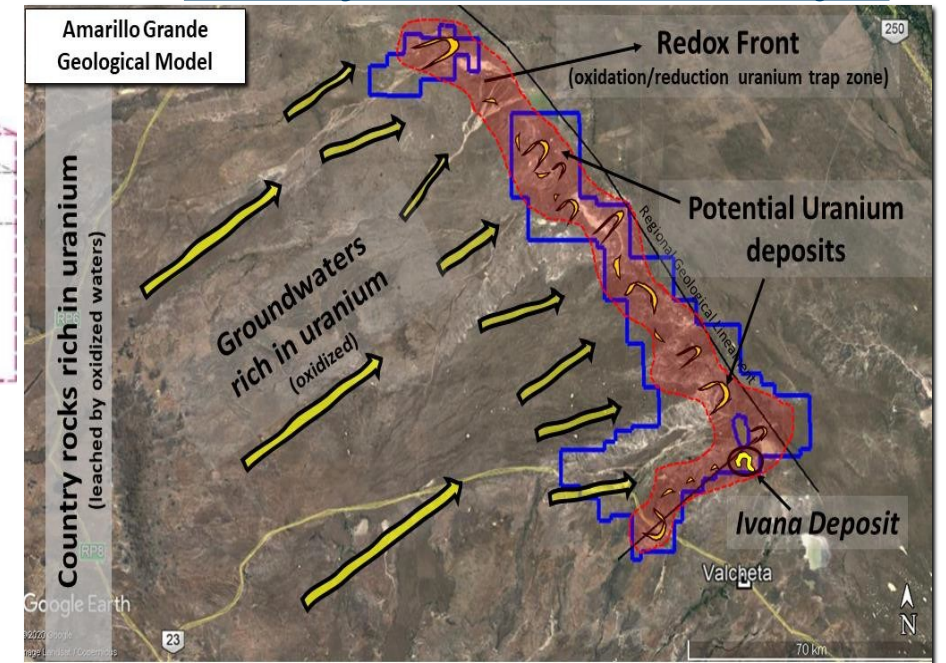 Amarillo Grande
Geological Model
250
Redox Front
(oxidation/reduction uranium trap zone)
Country rocks rich in uranium
(leached by oxidized waters)
Groundwaters
rich in uranium
(oxidized)
Potential Uranium
deposits
Regional Geological Lineament
Ivana Deposit
RP8
Valcheta
Google Earth
N
23
70 km